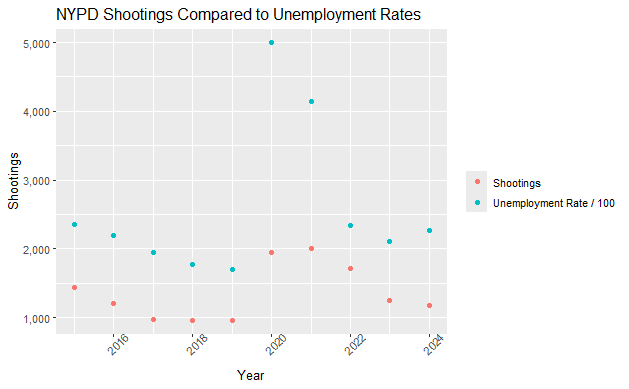 NYPD Shootings Compared to Unemployment Rates
5,000
4,000
3,000
2,000
1,000
Shootings
2016
2018
2020
2022
2024
Year
Shootings
Unemployment Rate / 100